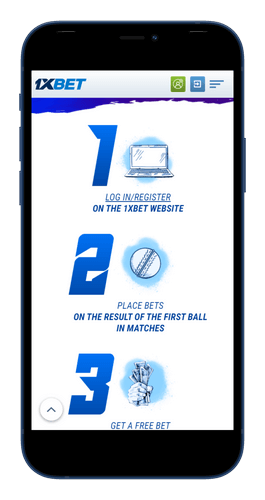 1XBET
1
LOG IN/REGISTER
ON THE 1XBET WEBSITE
2
PLACE BETS
ON THE RESULT OF THE FIRST BALL
IN MATCHES
3
GET A FREE BET